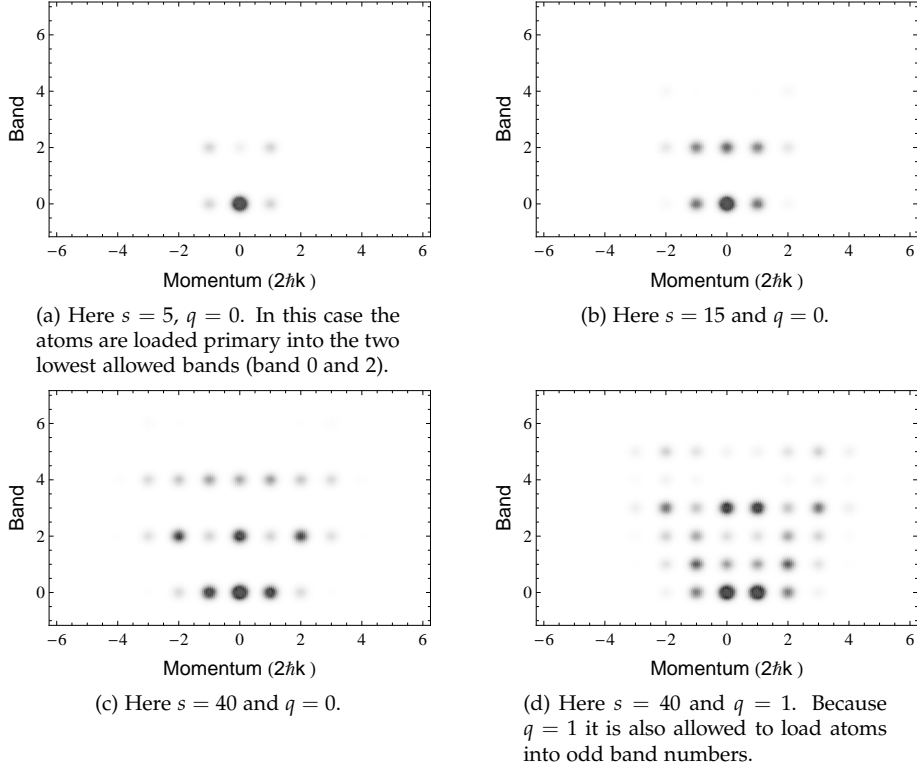 6
4
2
0
Band
−6 −4 −2 0 2 4 6
Momentum (2ħk )
(a) Here s = 5, q = 0. In this case the
atoms are loaded primary into the two
lowest allowed bands (band 0 and 2).
6
4
2
0
Band
−6 −4 −2 0 2 4 6
Momentum (2ħk )
(b) Here s = 15 and q = 0.
6
4
2
0
Band
−6 −4 −2 0 2 4 6
Momentum (2ħk )
(c) Here s = 40 and q = 0.
6
4
2
0
Band
−6 −4 −2 0 2 4 6
Momentum (2ħk )
(d) Here s = 40 and q = 1. Because
q = 1 it is also allowed to load atoms
into odd band numbers.